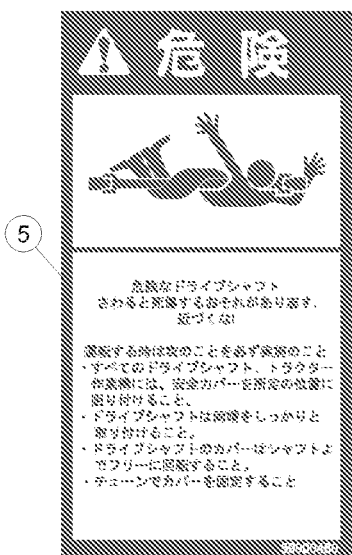 5
危険
危険なドライブシャフト
さわると死傷するおそれがあります、
近づくな!
運転する時は次のことを必ず実施のこと
・すべてのドライブシャフト、トラクター
作業機には、安全カバーを所定の位置に
取り付けること、
・ドライブシャフトは両端をしっかりと
取り付けること。
・ドライブシャフトのカバーはシャフト上
でフリーに回転すること。
・チェーンでカバーを固定すること